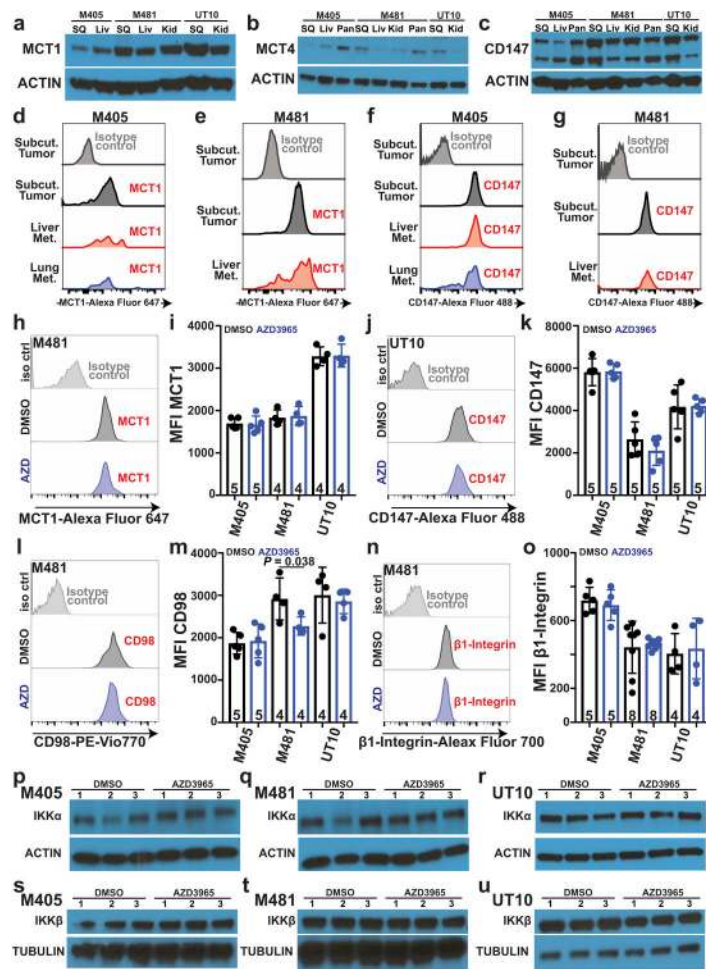 a M405 M481 UT10
SQ Liv SQ Liv Kid SQ Kid
MCT1
ACTIN
b M405 M481 UT10
SQ Liv Pan SQ Liv Kid Pan SQ Kid
MCT4
ACTIN
c M405 M481 UT10
SQ Liv Pan SQ Liv Kid Pan SQ Kid
CD147
ACTIN
d M405
Subcut. Tumor Isotype control
Subcut. Tumor MCT1
Liver Met. MCT1
Lung Met. MCT1
-MCT1-Alexa Fluor 647-
e M481
Subcut. Tumor Isotype control
Subcut. Tumor MCT1
Liver Met. MCT1
-MCT1-Alexa Fluor 647-
f M405
Subcut. Tumor Isotype control
Subcut. Tumor CD147
Liver Met. CD147
Lung Met. CD147
CD147-Alexa Fluor 488
g M481
Subcut. Tumor Isotype control
Subcut. Tumor CD147
Liver Met. CD147
CD147-Alexa Fluor 488
h M481
iso ctrl Isotype control
DMSO MCT1
AZD MCT1
MCT1-Alexa Fluor 647
i DMSO AZD3965
MFI MCT1
4000
3000
2000
1000
0
5 5 4 4 4 4
M405 M481 UT10
j UT10
iso ctrl Isotype control
DMSO CD147
AZD CD147
CD147-Alexa Fluor 488
k DMSO AZD3965
MFI CD147
8000
6000
4000
2000
0
5 5 5 5 5 5
M405 M481 UT10
l M481
iso ctrl Isotype control
DMSO CD98
AZD CD98
CD98-PE-Vio770
m DMSO AZD3965
P = 0.038
MFI CD98
4000
3000
2000
1000
0
5 5 4 4 4 4
M405 M481 UT10
n M481
iso ctrl Isotype control
DMSO β1-Integrin
AZD β1-Integrin
β1-Integrin-Aleax Fluor 700
o DMSO AZD3965
MFI β1-Integrin
1000
800
600
400
0
5 5 8 8 4 4
M405 M481 UT10
p M405 DMSO AZD3965
1 2 3 1 2 3
IKKα
ACTIN
q M481 DMSO AZD3965
1 2 3 1 2 3
IKKα
ACTIN
r UT10 DMSO AZD3965
1 2 3 1 2 3
IKKα
ACTIN
s M405 DMSO AZD3965
1 2 3 1 2 3
IKKβ
TUBULIN
t M481 DMSO AZD3965
1 2 3 1 2 3
IKKβ
TUBULIN
u UT10 DMSO AZD3965
1 2 3 1 2 3
IKKβ
TUBULIN